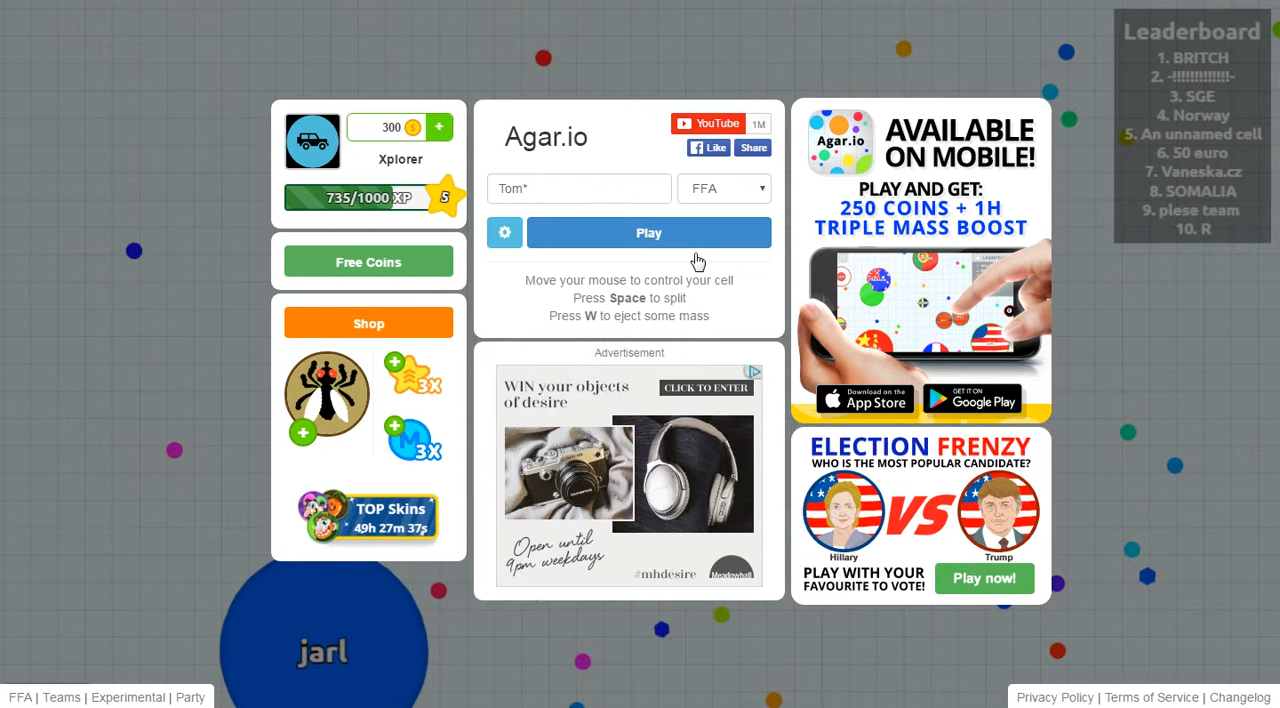 300
Xplorer
735/1000 XP
5
Free Coins
Shop
3X
M
3X
TOP Skins
49h 27m 37s
Agar.io
YouTube 1M
Like Share
Tom*
FFA
Play
Move your mouse to control your cell
Press Space to split
Press W to eject some mass
Advertisement
WIN your objects
of desire
CLICK TO ENTER
OLYMPUS
Open until
9pm weekdays
#mhdesire
Meadowhall
Agar.io
AVAILABLE
ON MOBILE!
PLAY AND GET:
250 COINS + 1H
TRIPLE MASS BOOST
Download on the
App Store
GET IT ON
Google Play
ELECTION FRENZY
WHO IS THE MOST POPULAR CANDIDATE?
VS
Hillary
Trump
PLAY WITH YOUR
FAVOURITE TO VOTE!
Play now!
Leaderboard
1. BRITCH
2. -!!!!!!!!!!!!!-
3. SGE
4. Norway
5. An unnamed cell
6. 50 euro
7. Vaneska.cz
8. SOMALIA
9. plese team
10. R
jarl
FFA | Teams | Experimental | Party
Privacy Policy | Terms of Service | Changelog